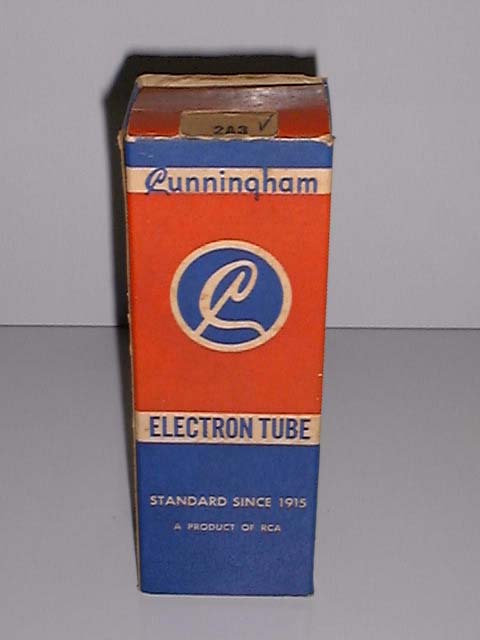 2A3 ✓
Cunningham
C
ELECTRON TUBE
STANDARD SINCE 1915
A PRODUCT OF RCA